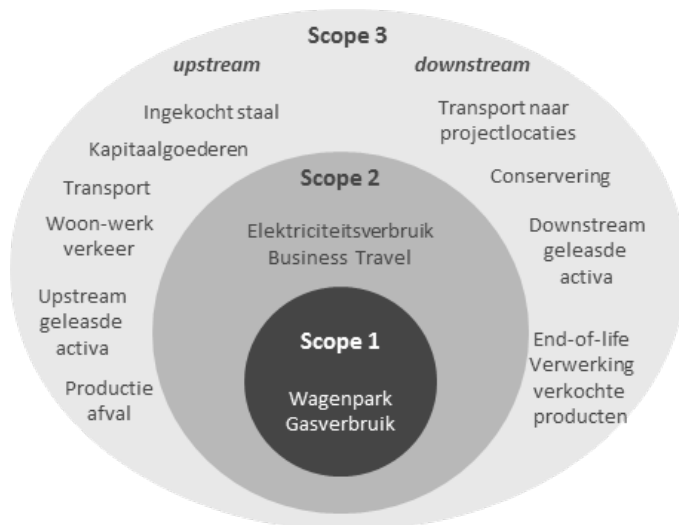 Scope 3
upstream
downstream
Ingekocht staal
Kapitaalgoederen
Transport
Woon-werk
verkeer
Upstream
geleasde
activa
Productie
afval
Transport naar
projectlocaties
Conservering
Downstream
geleasde
activa
End-of-life
Verwerking
verkochte
producten
Scope 2
Elektriciteitsverbruik
Business Travel
Scope 1
Wagenpark
Gasverbruik